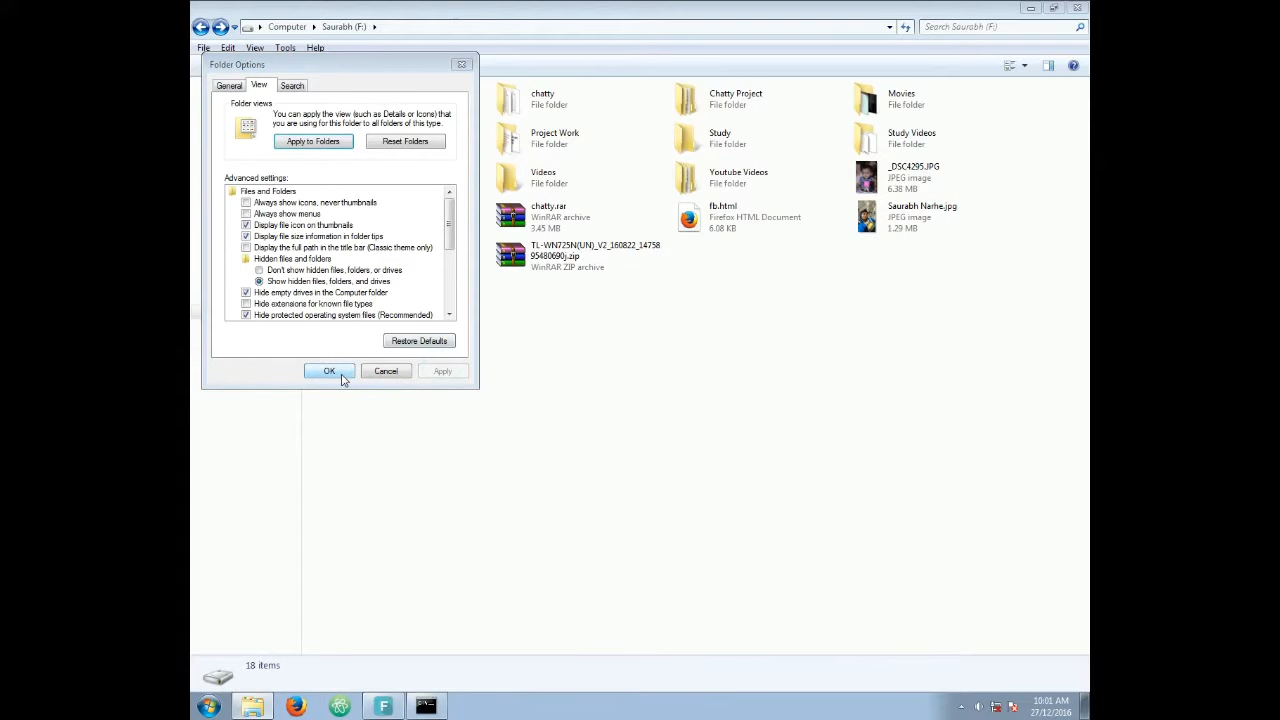 Computer
Saurabh (F:)
Search Saurabh (F:)
File
Edit
View
Tools
Help
Folder Options
General
View
Search
Folder views
You can apply the view (such as Details or Icons) that
you are using for this folder to all folders of this type.
Apply to Folders
Reset Folders
Advanced settings:
Files and Folders
Always show icons, never thumbnails
Always show menus
Display file icon on thumbnails
Display file size information in folder tips
Display the full path in the title bar (Classic theme only)
Hidden files and folders
Don't show hidden files, folders, or drives
Show hidden files, folders, and drives
Hide empty drives in the Computer folder
Hide extensions for known file types
Hide protected operating system files (Recommended)
Restore Defaults
OK
Cancel
Apply
chatty
File folder
Chatty Project
File folder
Movies
File folder
Project Work
File folder
Study
File folder
Study Videos
File folder
Videos
File folder
Youtube Videos
File folder
_DSC4295.JPG
JPEG image
6.38 MB
chatty.rar
WinRAR archive
3.45 MB
fb.html
Firefox HTML Document
6.08 KB
Saurabh Narhe.jpg
JPEG image
1.29 MB
TL-WN725N(UN)_V2_160822_14758
95480690j.zip
WinRAR ZIP archive
18 items
10:01 AM
27/12/2016